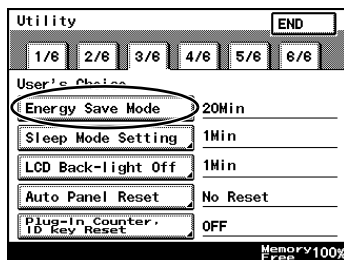 Utility END
1/6 2/6 3/6 4/6 5/6 6/6
User's Choice
Energy Save Mode 20Min
Sleep Mode Setting 1Min
LCD Back-light Off 1Min
Auto Panel Reset No Reset
Plug-In Counter,
ID key Reset OFF
Memory
Free 100%